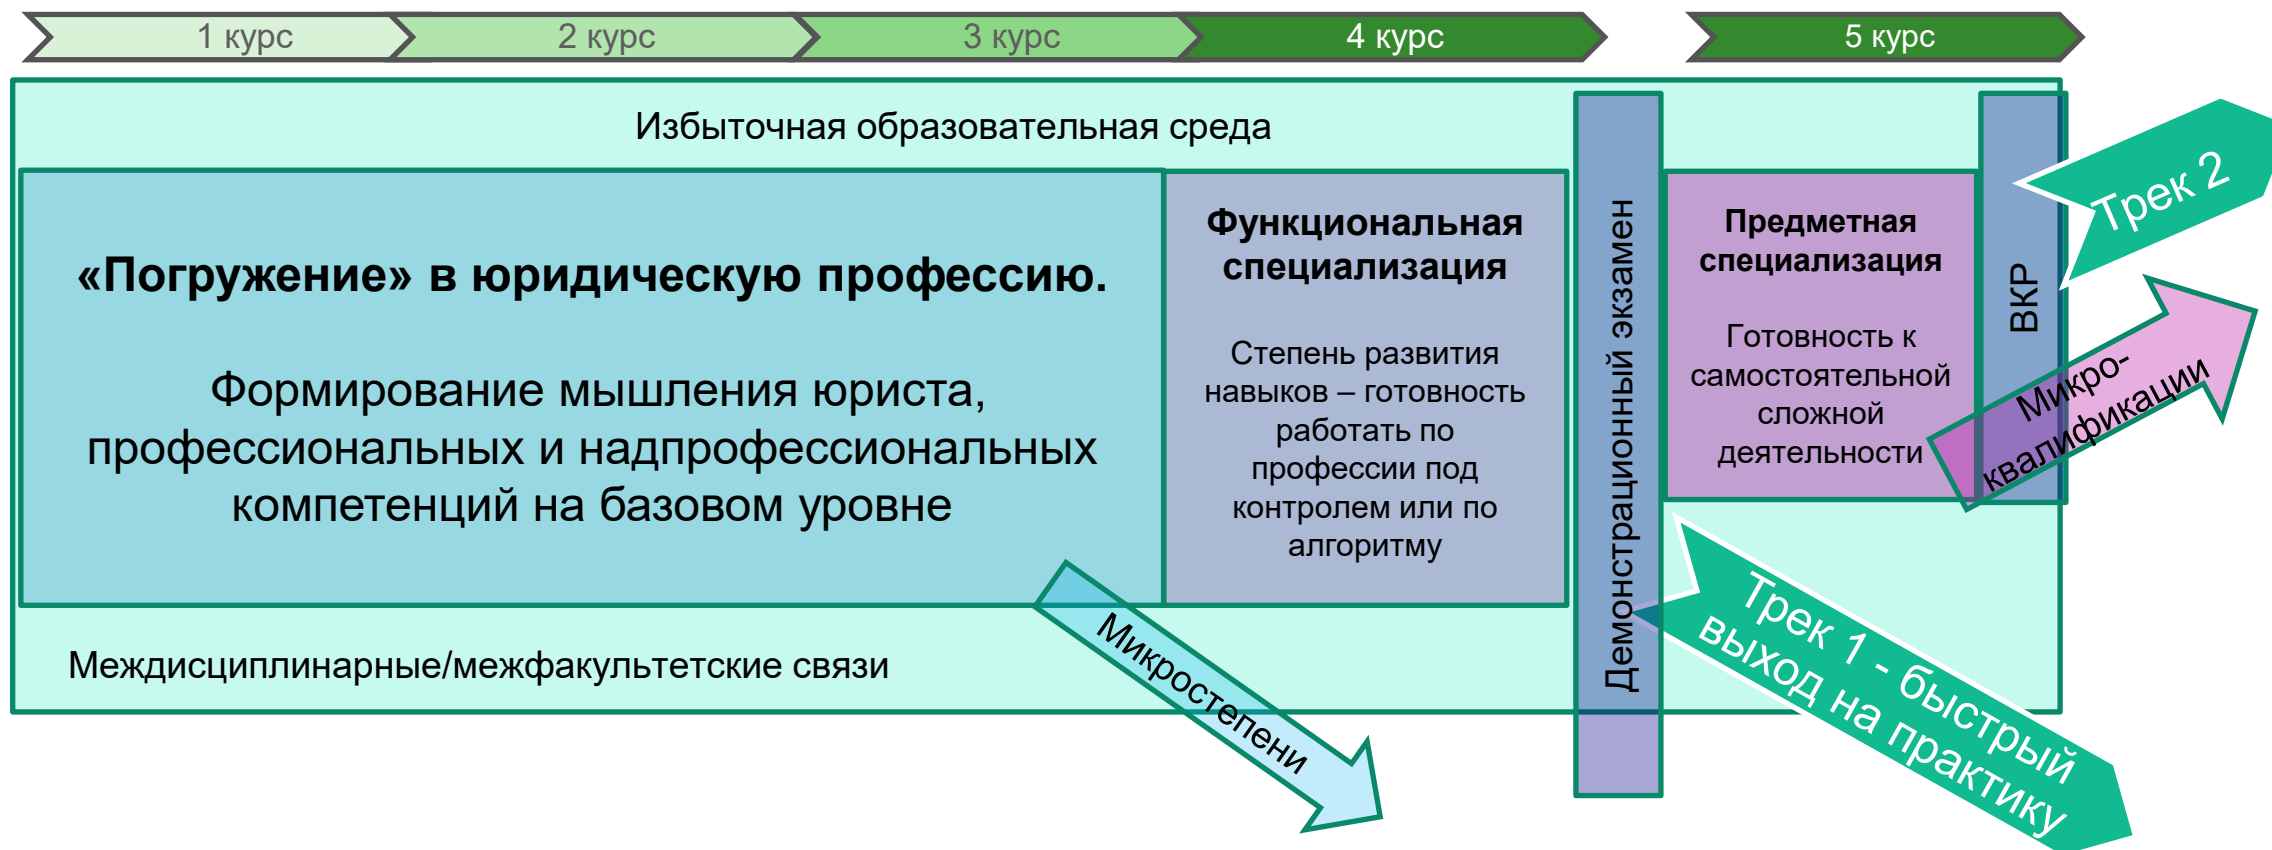 1 курс
2 курс
3 курс
4 курс
5 курс
Избыточная образовательная среда
«Погружение» в юридическую профессию.
Формирование мышления юриста,
профессиональных и надпрофессиональных
компетенций на базовом уровне
Функциональная
специализация
Степень развития
навыков – готовность
работать по
профессии под
контролем или по
алгоритму
Демонстрационный экзамен
Предметная
специализация
Готовность к
самостоятельной
сложной
деятельности
ВКР
Трек 2
Микро-
квалификации
Трек 1 - быстрый
выход на практику
Междисциплинарные/межфакультетские связи
Микростепени